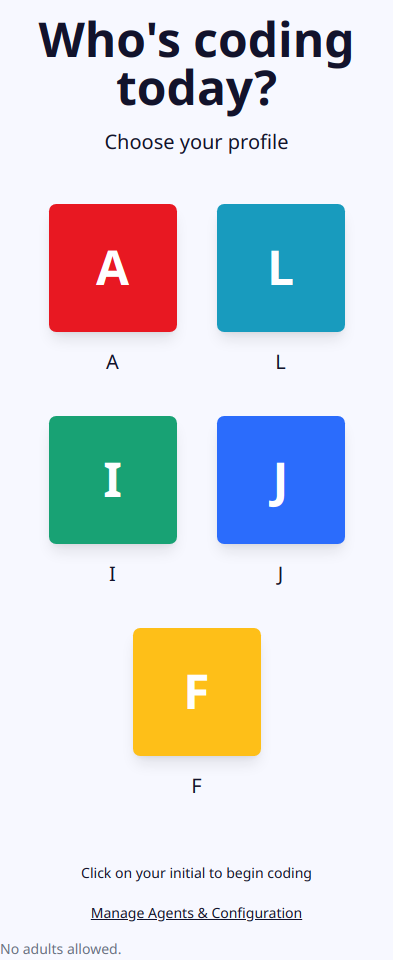 Who's coding
today?
Choose your profile
A
L
A
L
I
J
I
J
F
F
Click on your initial to begin coding
Manage Agents & Configuration
No adults allowed.